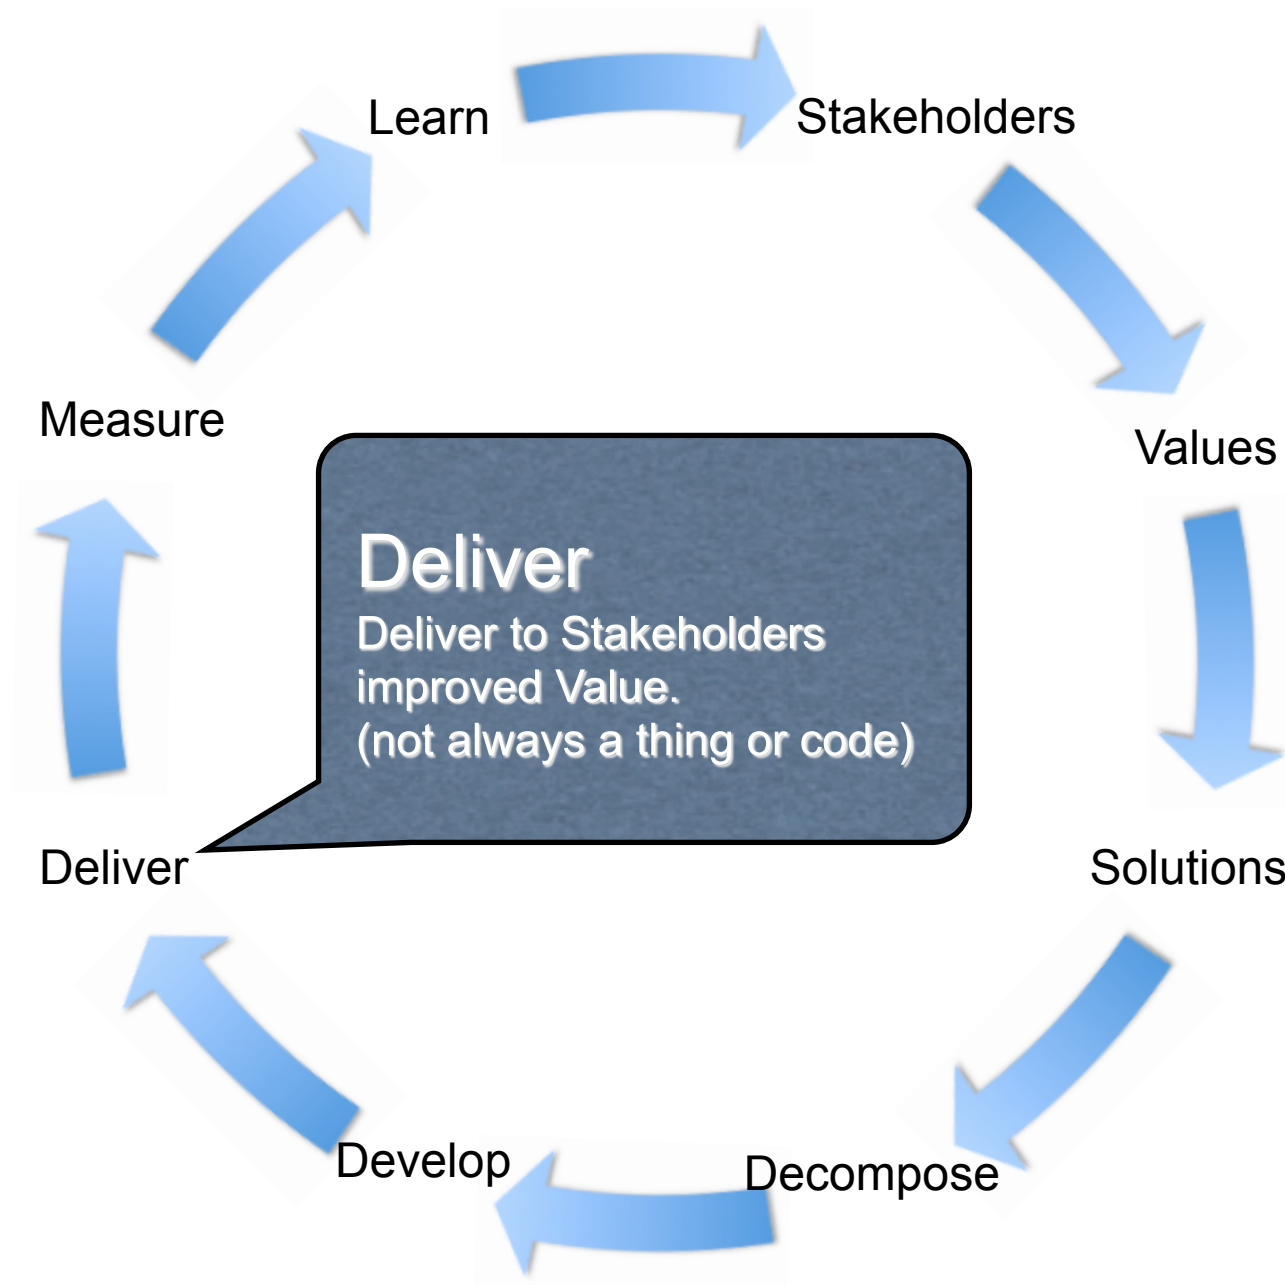 Learn
Stakeholders
Measure
Values
Deliver
Deliver to Stakeholders
improved Value.
(not always a thing or code)
Deliver
Solutions
Develop
Decompose